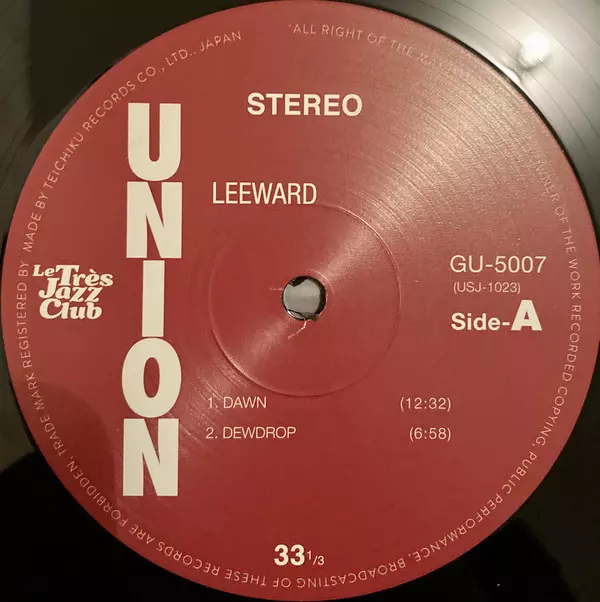 MADE BY TEICHIKU RECORDS CO., LTD., JAPAN
"ALL RIGHT OF THE OWNER OF THE WORK RECORDED COPYING, PUBLIC PERFORMANCE, BROADCASTING OF THESE RECORDS ARE FORBIDDEN, TRADE MARK REGISTERED BY
STEREO
UNION
LEEWARD
Le Très
Jazz
Club
GU-5007
(USJ-1023)
Side-A
1. DAWN (12:32)
2. DEWDROP (6:58)
33 1/3